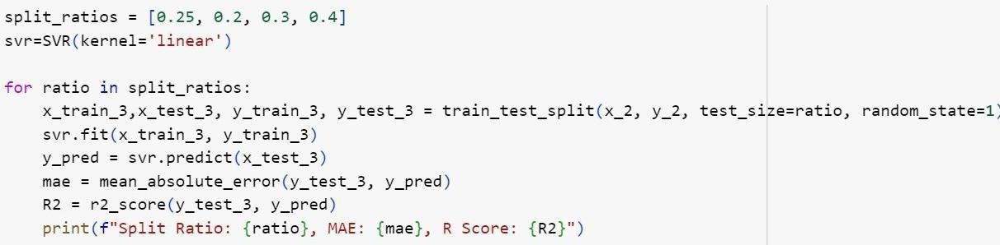 split_ratios = [0.25, 0.2, 0.3, 0.4]
svr=SVR(kernel='linear')
for ratio in split_ratios:
    x_train_3,x_test_3, y_train_3, y_test_3 = train_test_split(x_2, y_2, test_size=ratio, random_state=1)
    svr.fit(x_train_3, y_train_3)
    y_pred = svr.predict(x_test_3)
    mae = mean_absolute_error(y_test_3, y_pred)
    R2 = r2_score(y_test_3, y_pred)
    print(f"Split Ratio: {ratio}, MAE: {mae}, R Score: {R2}")